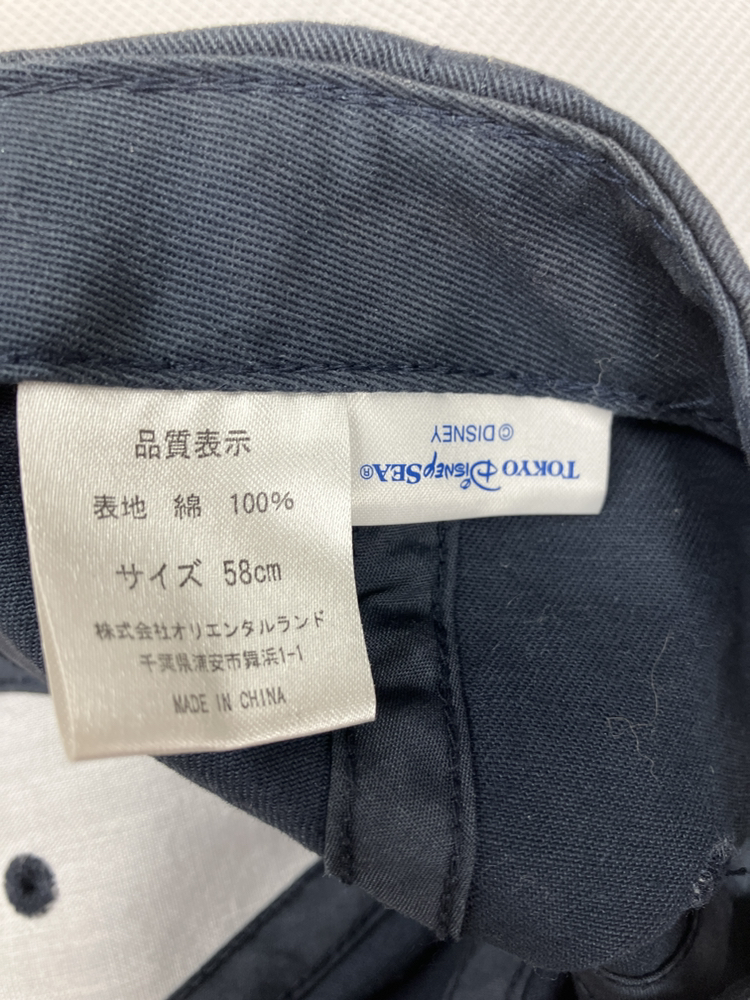 品質表示
表地 綿 100%
サイズ 58cm
株式会社オリエンタルランド
千葉県浦安市舞浜1-1
MADE IN CHINA
TOKYO DISNEYSEA®
© DISNEY